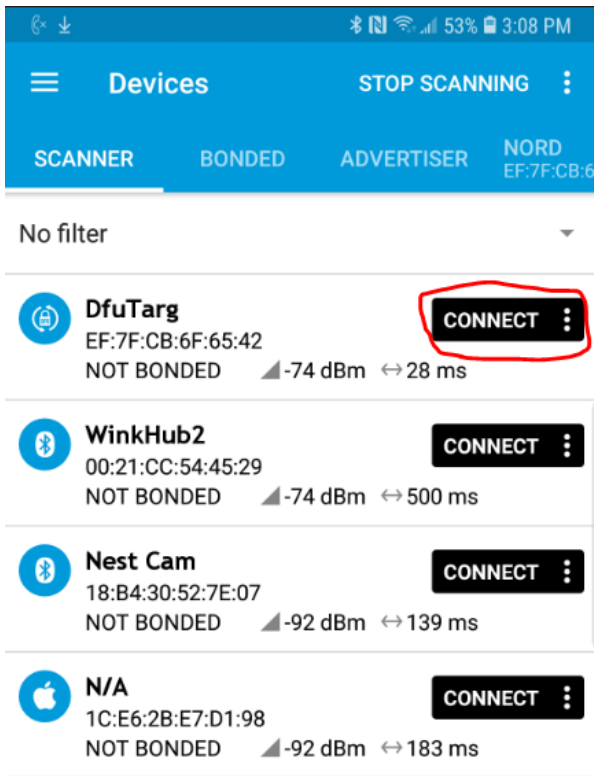 53% 3:08 PM
Devices STOP SCANNING
SCANNER BONDED ADVERTISER NORD
EF:7F:CB:6
No filter
DfuTarg CONNECT
EF:7F:CB:6F:65:42
NOT BONDED -74 dBm ↔ 28 ms
WinkHub2 CONNECT
00:21:CC:54:45:29
NOT BONDED -74 dBm ↔ 500 ms
Nest Cam CONNECT
18:B4:30:52:7E:07
NOT BONDED -92 dBm ↔ 139 ms
N/A CONNECT
1C:E6:2B:E7:D1:98
NOT BONDED -92 dBm ↔ 183 ms